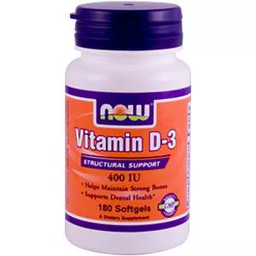 NOW
Vitamin D-3
STRUCTURAL SUPPORT
400 IU
• Helps Maintain Strong Bones
• Supports Dental Health*
180 Softgels
A Dietary Supplement